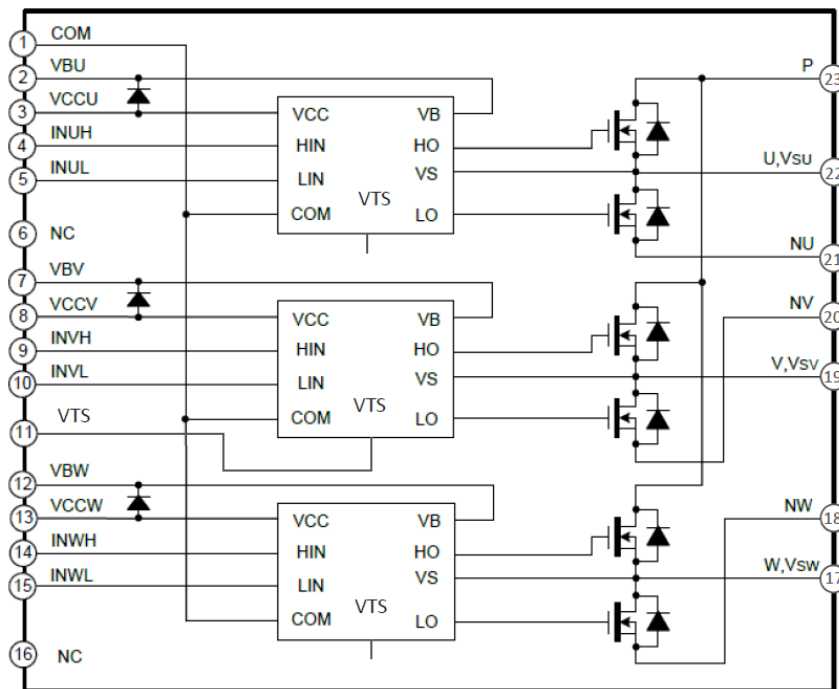 1 COM
2 VBU
3 VCCU
4 INUH
5 INUL
6 NC
7 VBV
8 VCCV
9 INVH
10 INVL
11 VTS
12 VBW
13 VCCW
14 INWH
15 INWL
16 NC
VCC VB
HIN HO
LIN VS
VTS
COM LO
VCC VB
HIN HO
LIN VS
VTS
COM LO
VCC VB
HIN HO
LIN VS
VTS
COM LO
P 23
U,VSU 22
NU 21
NV 20
V,VSV 19
NW 18
W,VSW 17